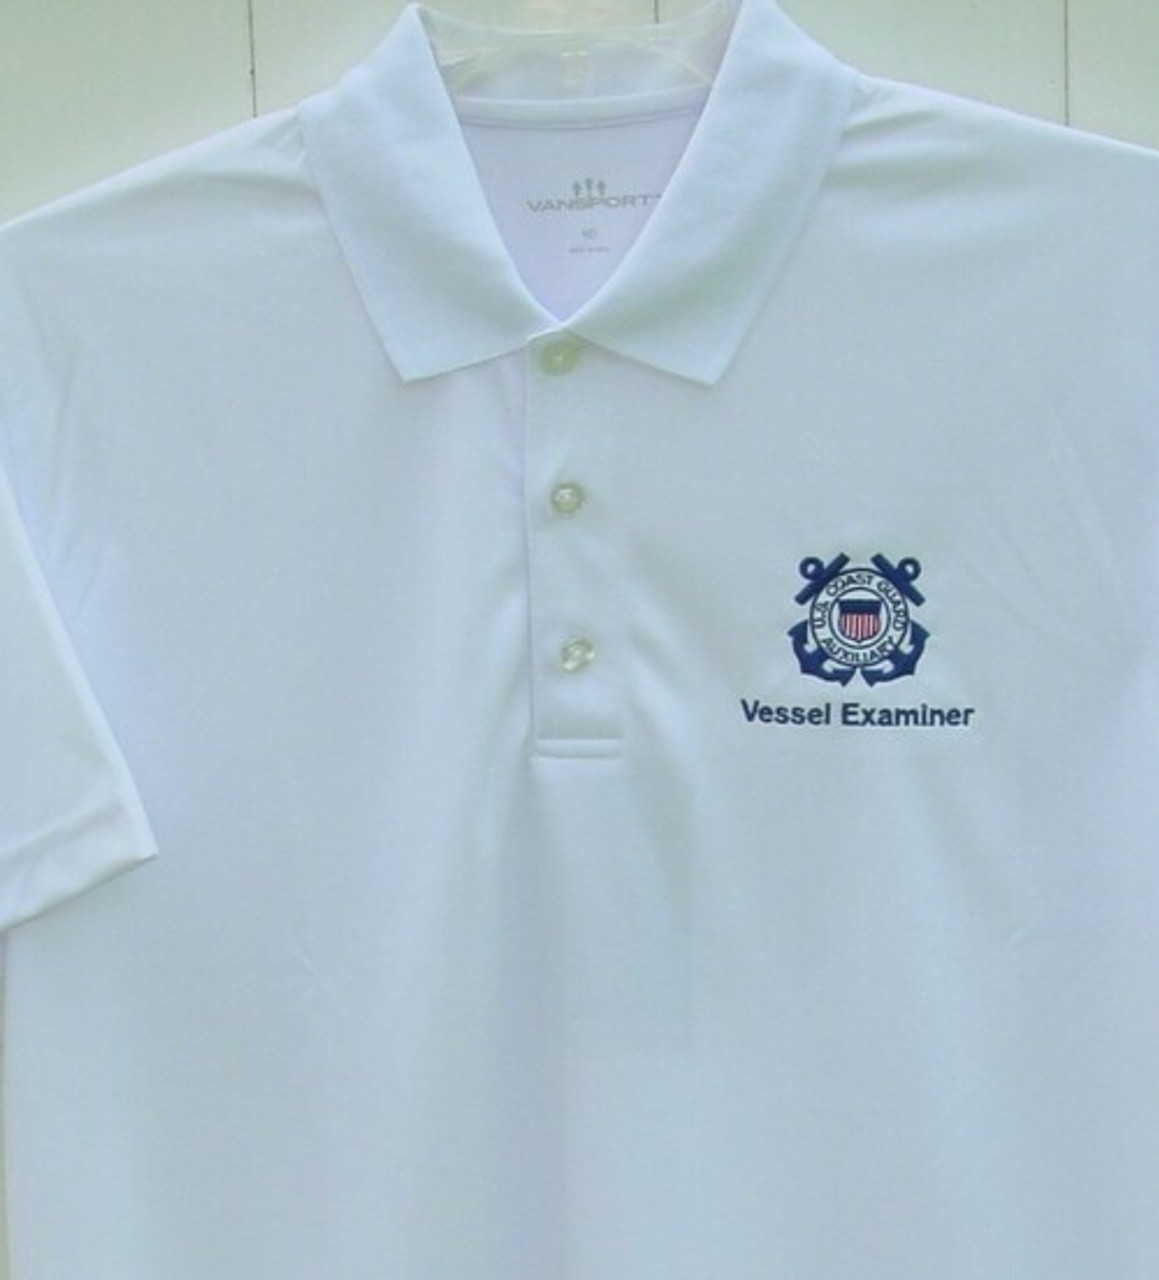 VANSPORT
U.S. COAST GUARD
AUXILIARY
Vessel Examiner